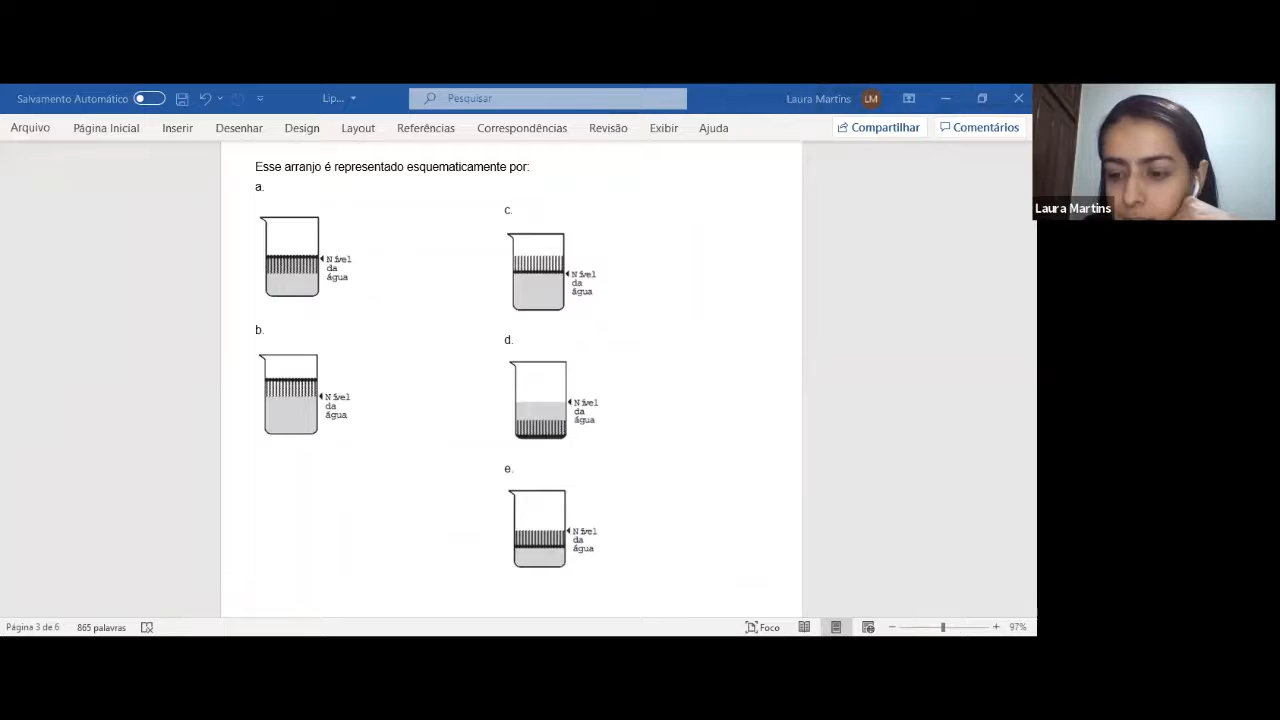 Salvamento Automático
Lip...
Pesquisar
Laura Martins
LM
Arquivo
Página Inicial
Inserir
Desenhar
Design
Layout
Referências
Correspondências
Revisão
Exibir
Ajuda
Compartilhar
Comentários
Laura Martins
Esse arranjo é representado esquematicamente por:
a.
Nível
da
água
b.
Nível
da
água
c.
Nível
da
água
d.
Nível
da
água
e.
Nível
da
água
Página 3 de 6
865 palavras
Foco
97%